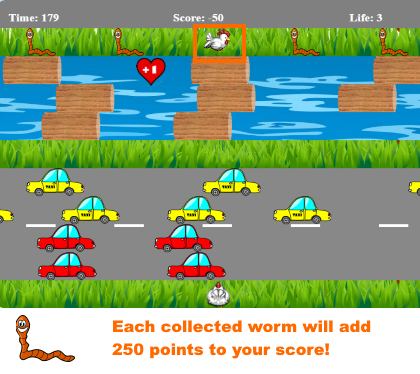 Time: 179 Score: -50 Life: 3
+1
TAXI TAXI
TAXI TAXI TAXI
Each collected worm will add
250 points to your score!